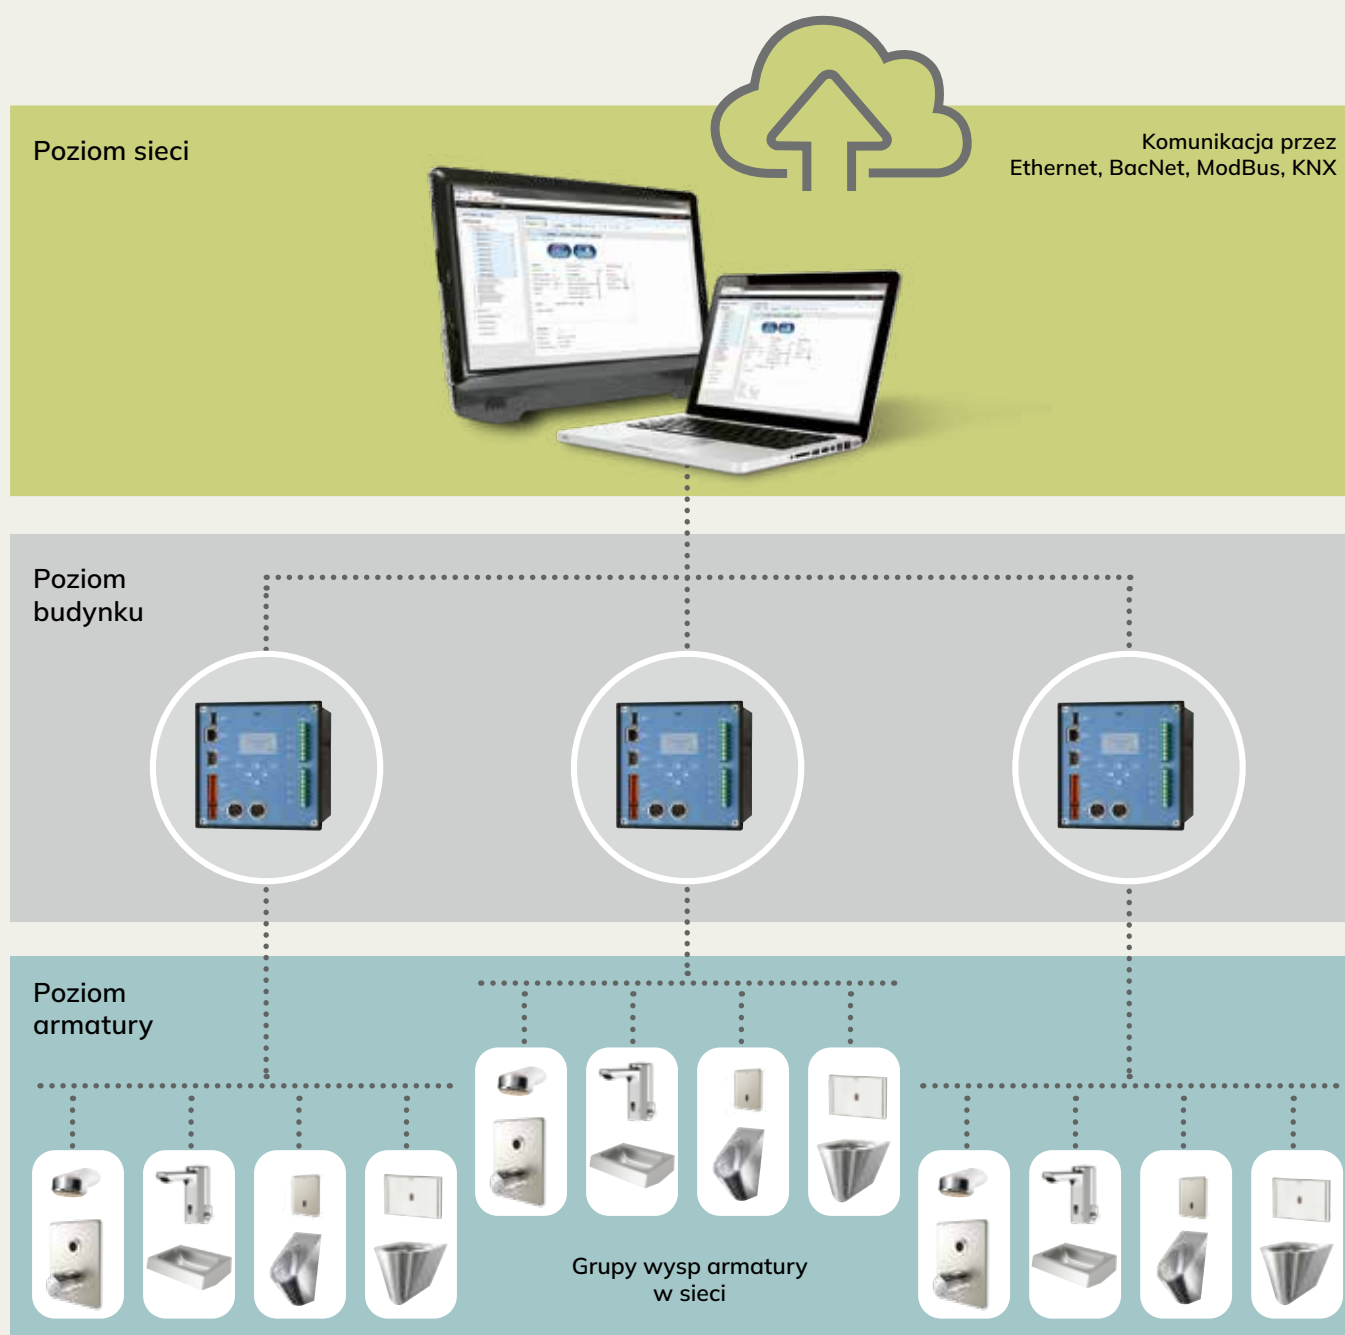 Poziom sieci
Komunikacja przez
Ethernet, BacNet, ModBus, KNX
Poziom
budynku
Poziom
armatury
Grupy wysp armatury
w sieci